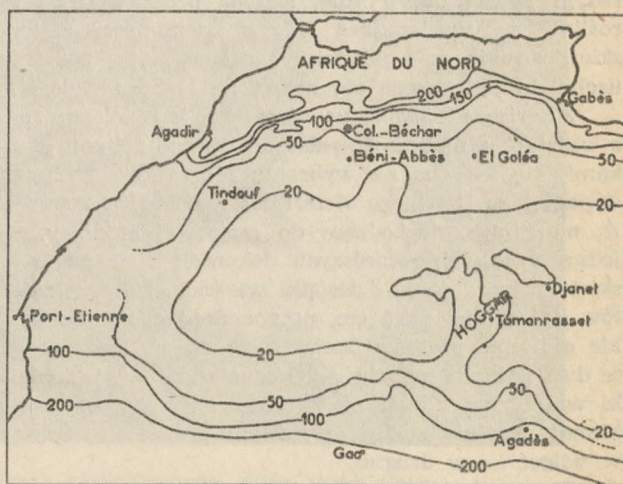 AFRIQUE DU NORD
200
150
Gabès
100
Agadir
Col.-Béchar
50
Béni-Abbès
El Goléa
50
20
Tindouf
20
Djanet
HOGGAR
Tamanrasset
Port-Etienne
100
20
50
50
200
100
20
Agadès
Gao
200